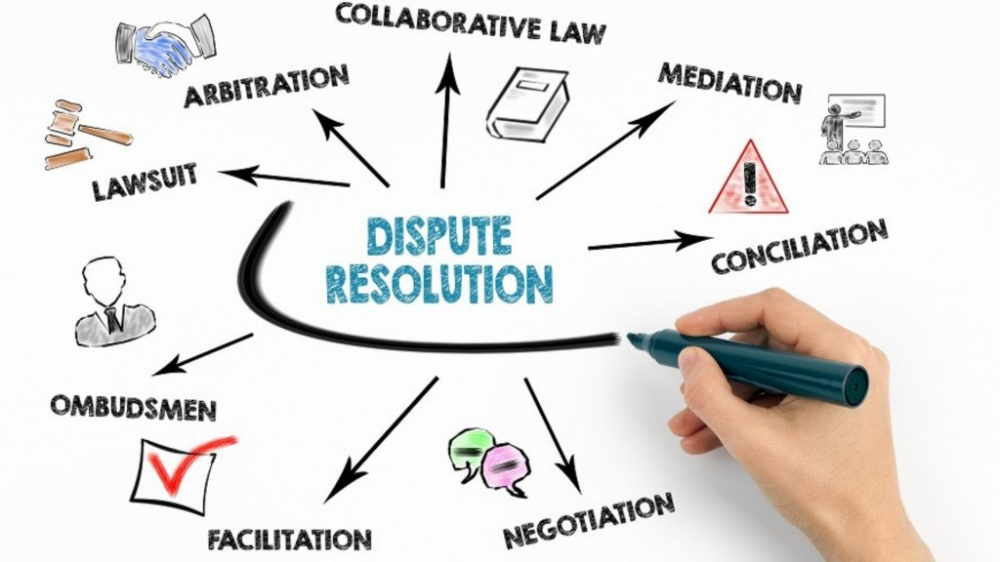 COLLABORATIVE LAW
ARBITRATION
MEDIATION
LAWSUIT
DISPUTE
RESOLUTION
CONCILIATION
OMBUDSMEN
FACILITATION
NEGOTIATION